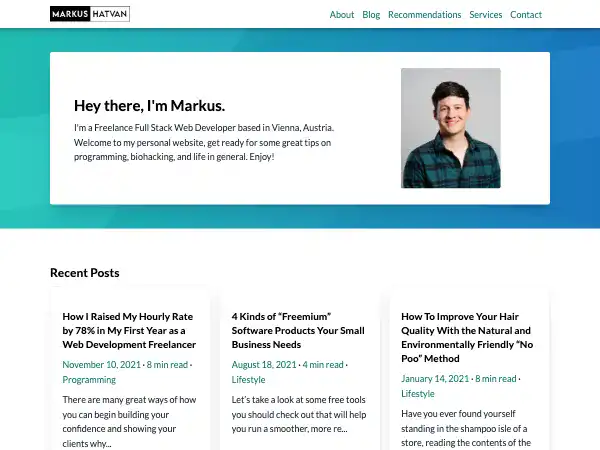 MARKUS HATVAN
About Blog Recommendations Services Contact
Hey there, I'm Markus.
I'm a Freelance Full Stack Web Developer based in Vienna, Austria.
Welcome to my personal website, get ready for some great tips on
programming, biohacking, and life in general. Enjoy!
Recent Posts
How I Raised My Hourly Rate
by 78% in My First Year as a
Web Development Freelancer
November 10, 2021 · 8 min read ·
Programming
There are many great ways of how
you can begin building your
confidence and showing your
clients why...
4 Kinds of “Freemium”
Software Products Your Small
Business Needs
August 18, 2021 · 4 min read ·
Lifestyle
Let’s take a look at some free tools
you should check out that will help
you run a smoother, more re...
How To Improve Your Hair
Quality With the Natural and
Environmentally Friendly “No
Poo” Method
January 14, 2021 · 8 min read ·
Lifestyle
Have you ever found yourself
standing in the shampoo isle of a
store, reading the contents of the